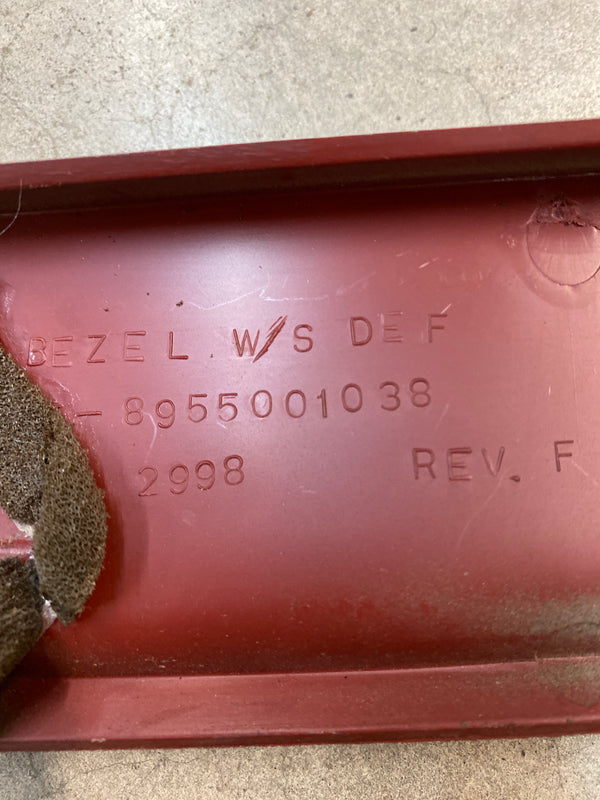 BEZEL W/S DEF
-8955001038
2998 REV. F